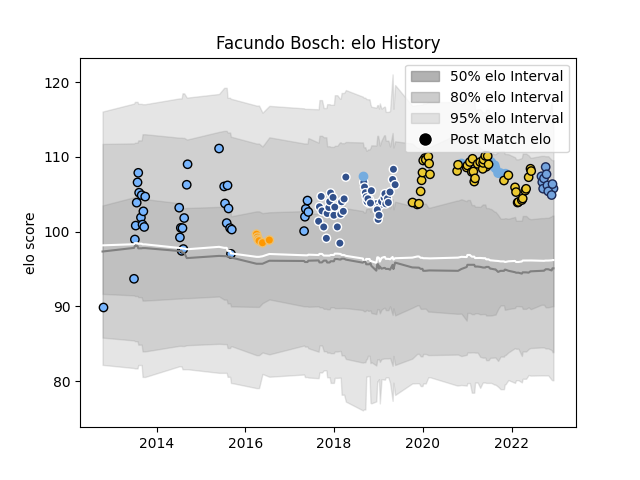 Facundo Bosch: elo History
50% elo Interval
80% elo Interval
95% elo Interval
Post Match elo
elo score
120
110
100
90
80
2014
2016
2018
2020
2022